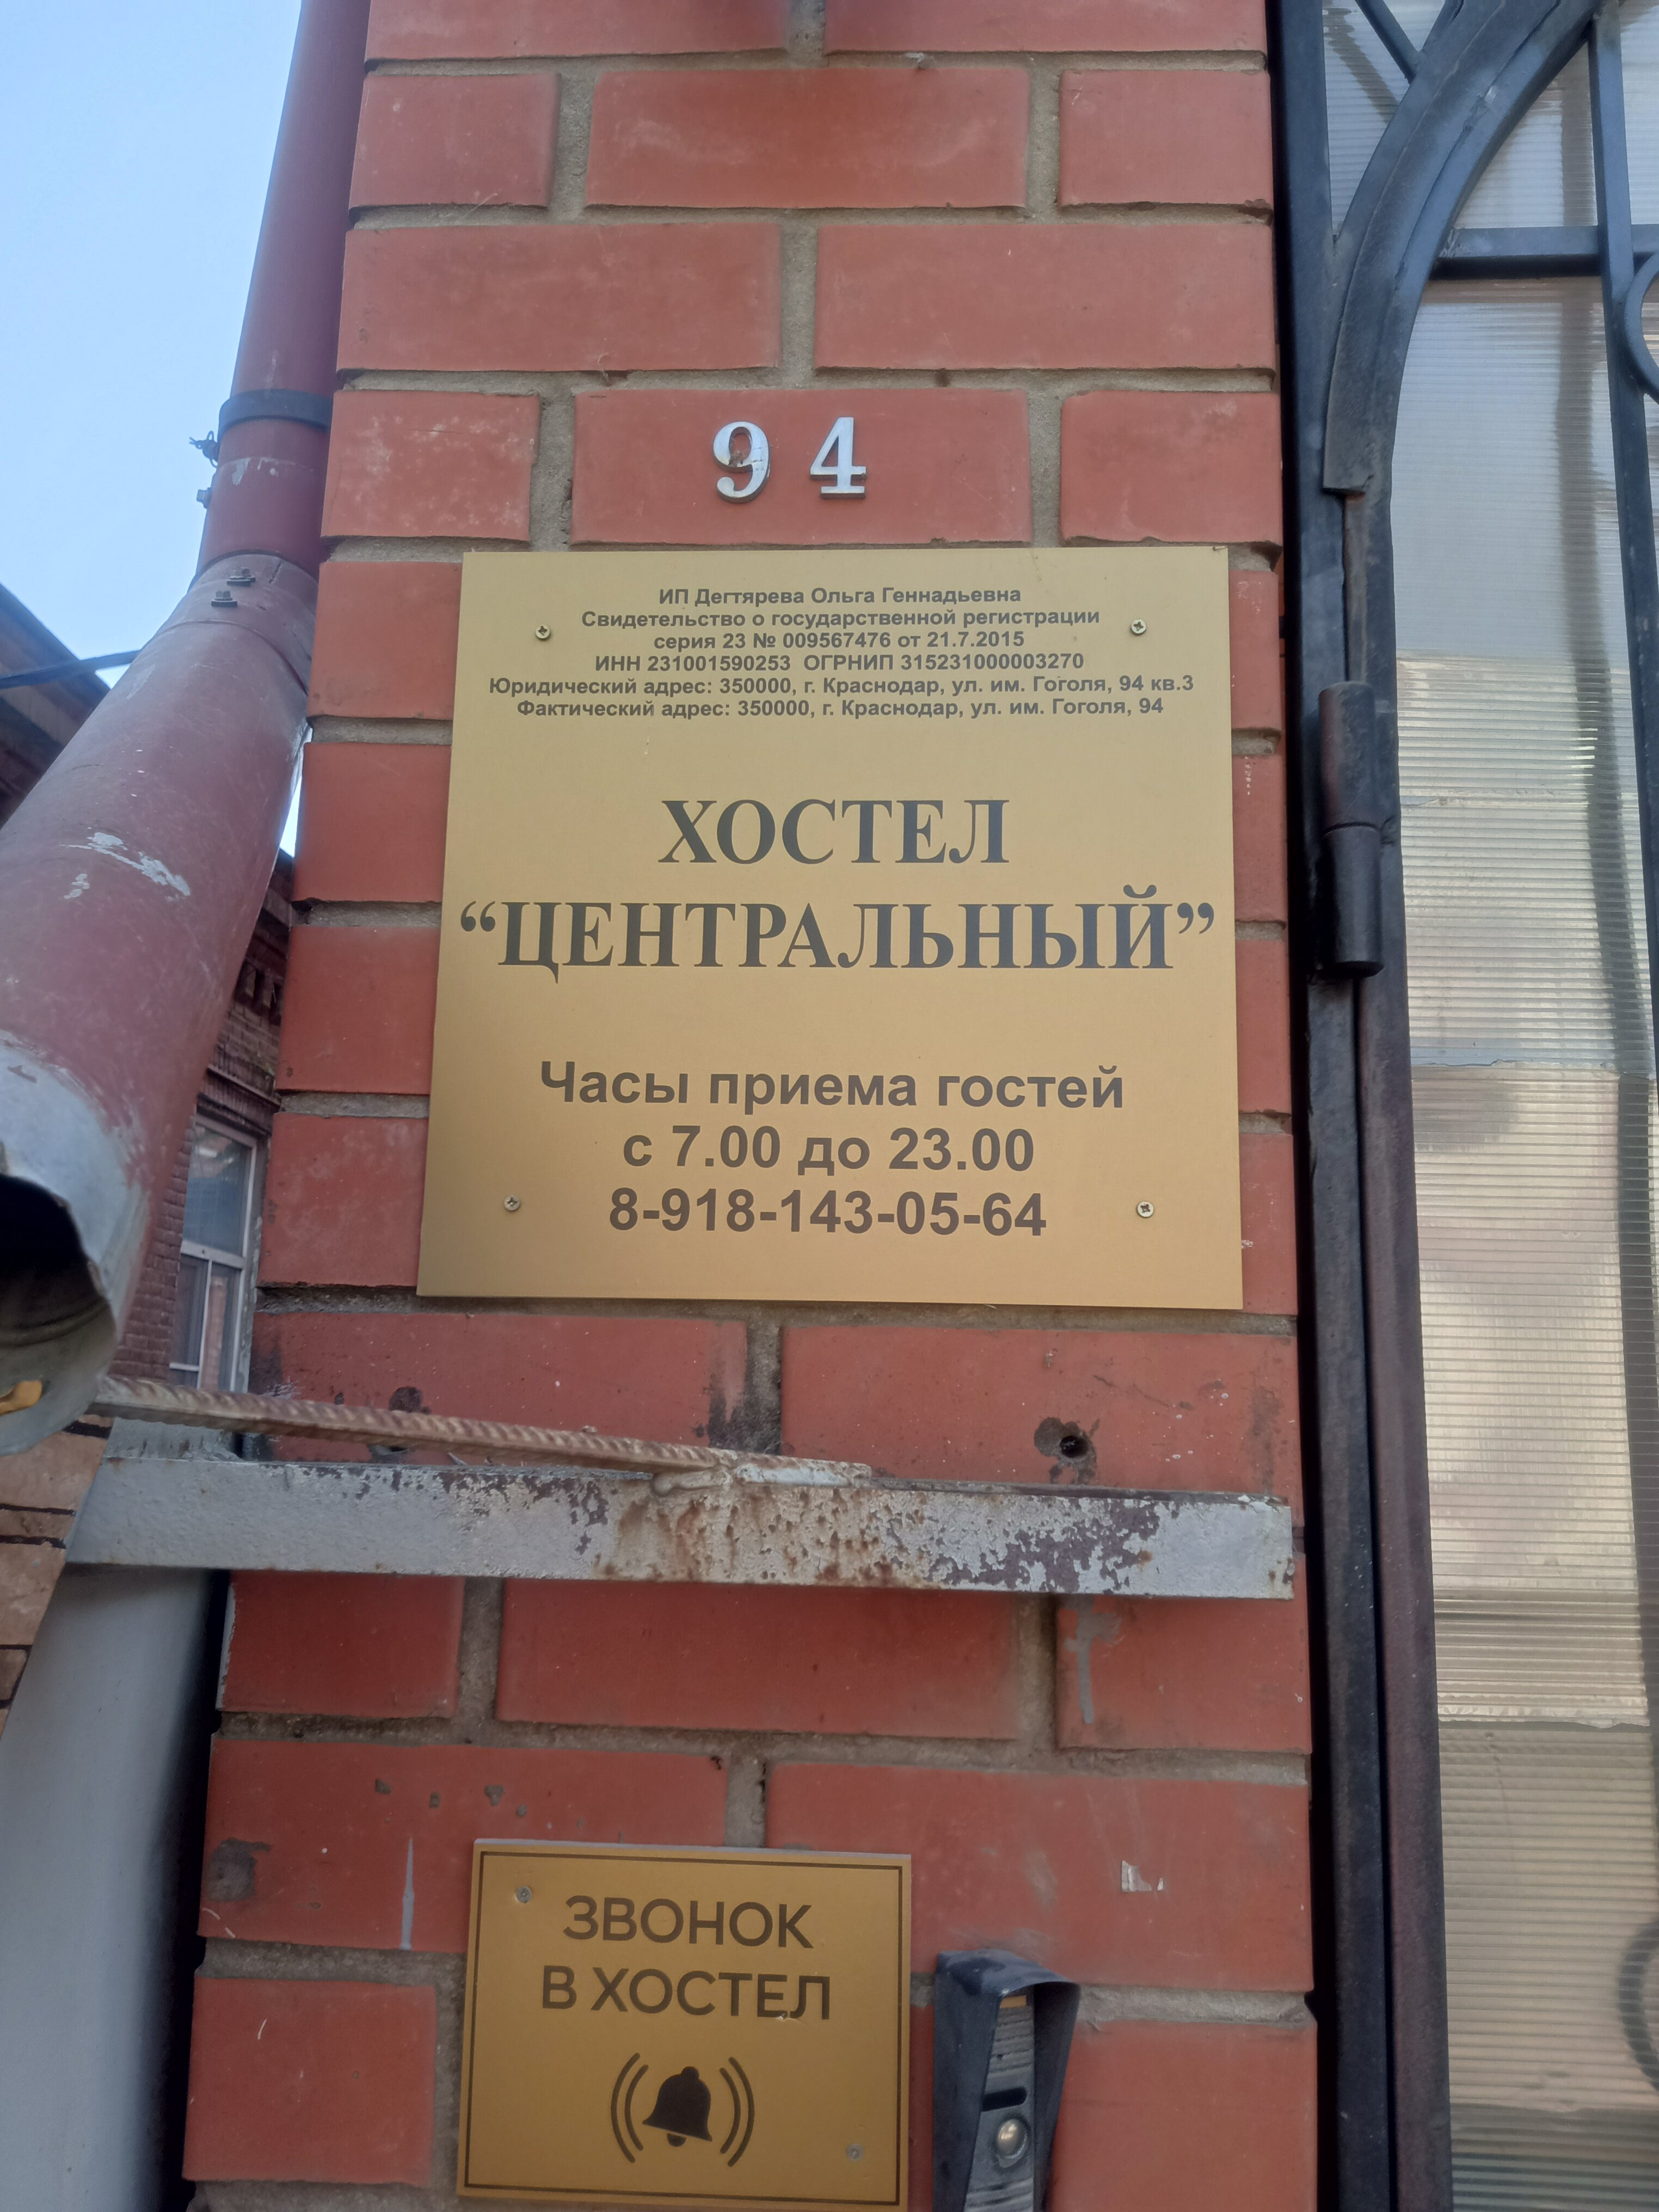 94
ИП Дегтярева Ольга Геннадьевна
Свидетельство о государственной регистрации
серия 23 № 009567476 от 21.7.2015
ИНН 231001590253 ОГРНИП 315231000003270
Юридический адрес: 350000, г. Краснодар, ул. им. Гоголя, 94 кв.3
Фактический адрес: 350000, г. Краснодар, ул. им. Гоголя, 94
ХОСТЕЛ
“ЦЕНТРАЛЬНЫЙ”
Часы приема гостей
с 7.00 до 23.00
8-918-143-05-64
ЗВОНОК
В ХОСТЕЛ